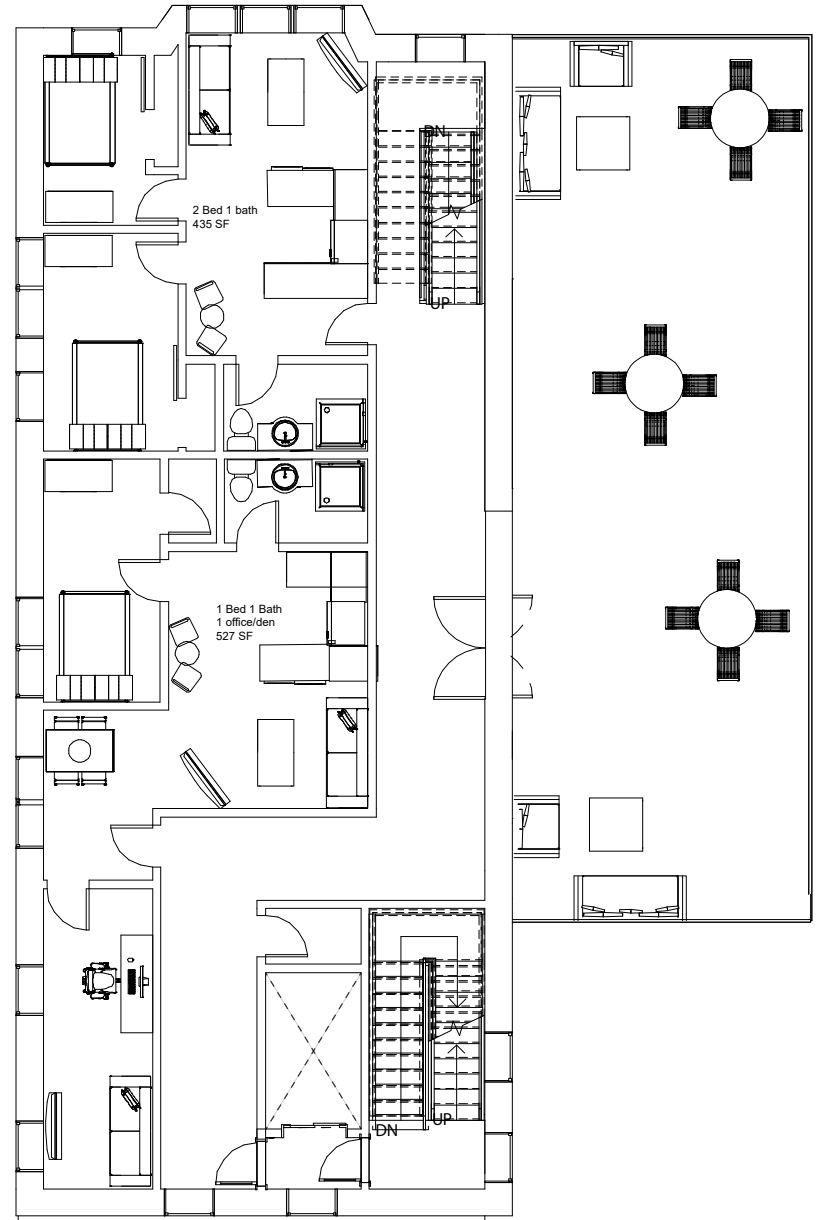 DN
2 Bed 1 bath
435 SF
UP
1 Bed 1 Bath
1 office/den
527 SF
DN
UP